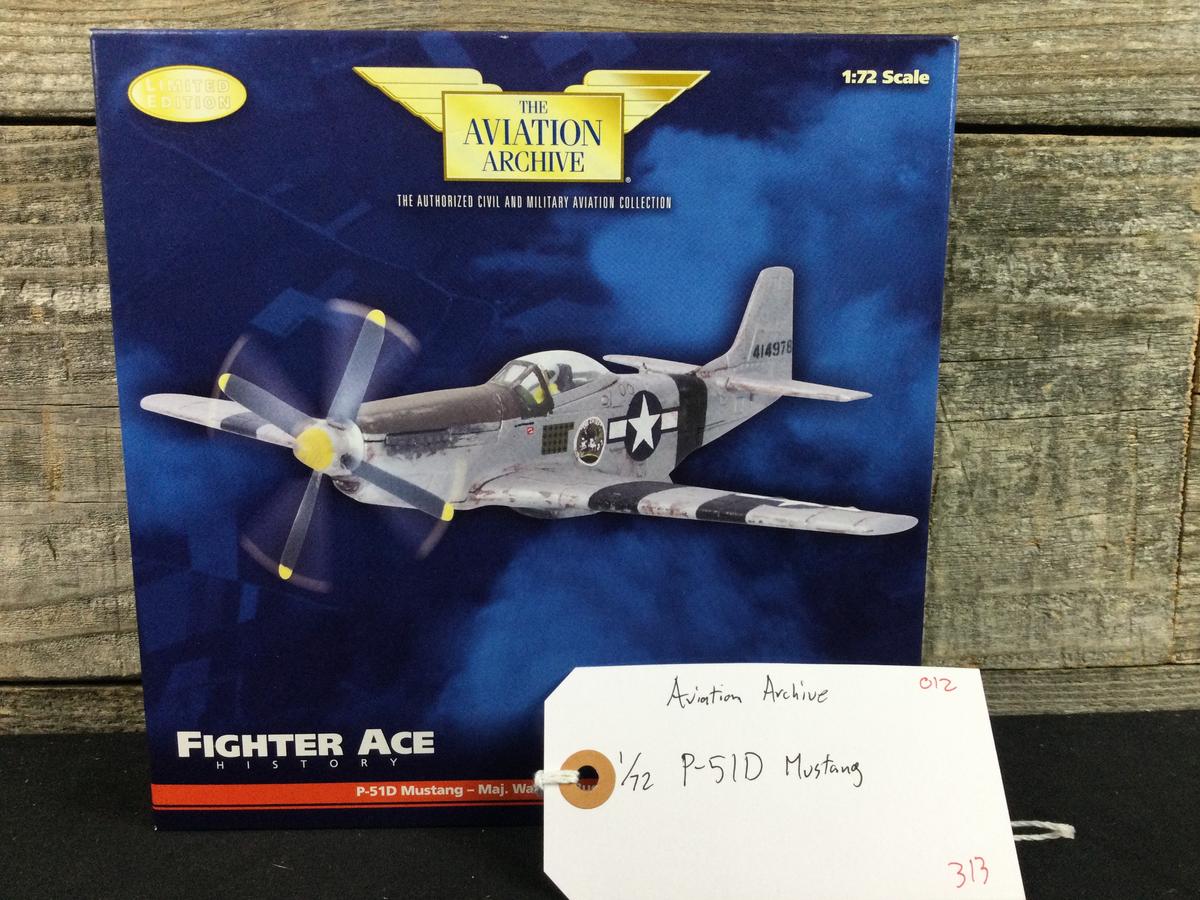 LIMITED
EDITION
THE
AVIATION
ARCHIVE
®
1:72 Scale
THE AUTHORIZED CIVIL AND MILITARY AVIATION COLLECTION
414978
FIGHTER ACE
HISTORY
P-51D Mustang – Maj. Wa
Aviation Archive
012
1/72 P-51D Mustang
313